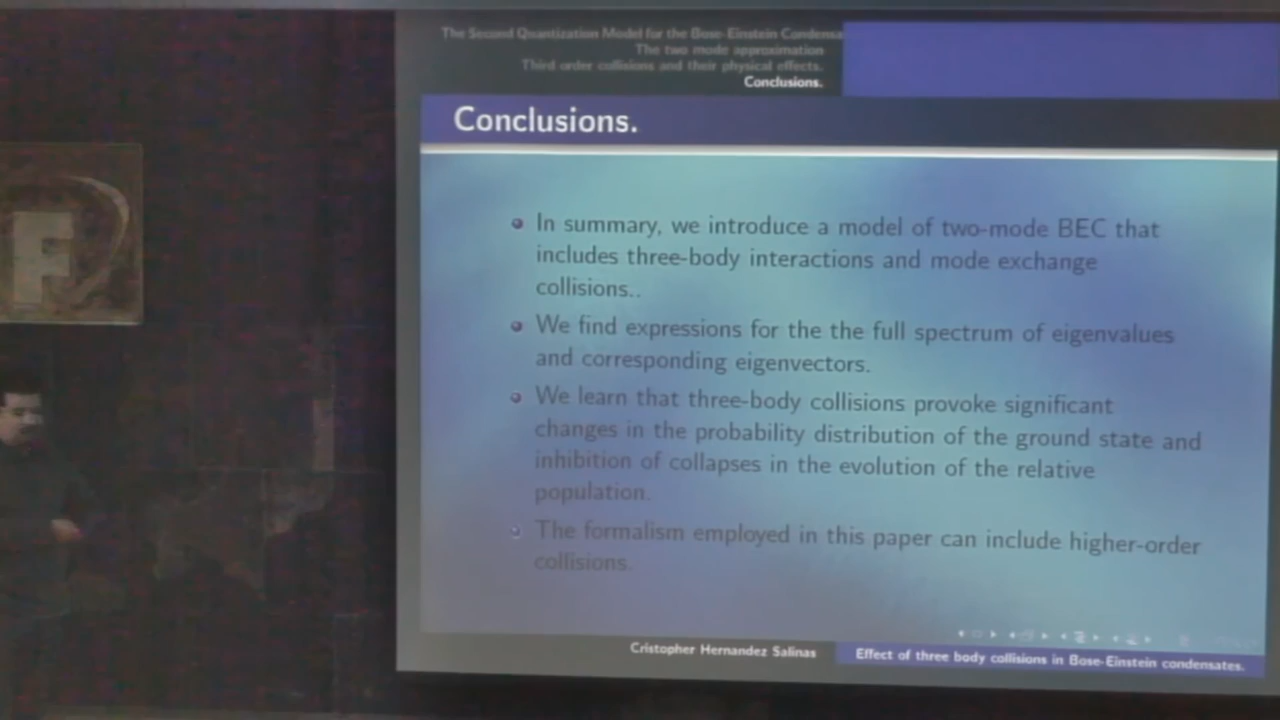 The Second Quantization Model for the Bose-Einstein Condensa
The two mode approximation
Third order collisions and their physical effects.
Conclusions.
Conclusions.
F
In summary, we introduce a model of two-mode BEC that
includes three-body interactions and mode exchange
collisions..
We find expressions for the the full spectrum of eigenvalues
and corresponding eigenvectors.
We learn that three-body collisions provoke significant
changes in the probability distribution of the ground state and
inhibition of collapses in the evolution of the relative
population.
The formalism employed in this paper can include higher-order
collisions.
Cristopher Hernandez Salinas
Effect of three body collisions in Bose-Einstein condensates.